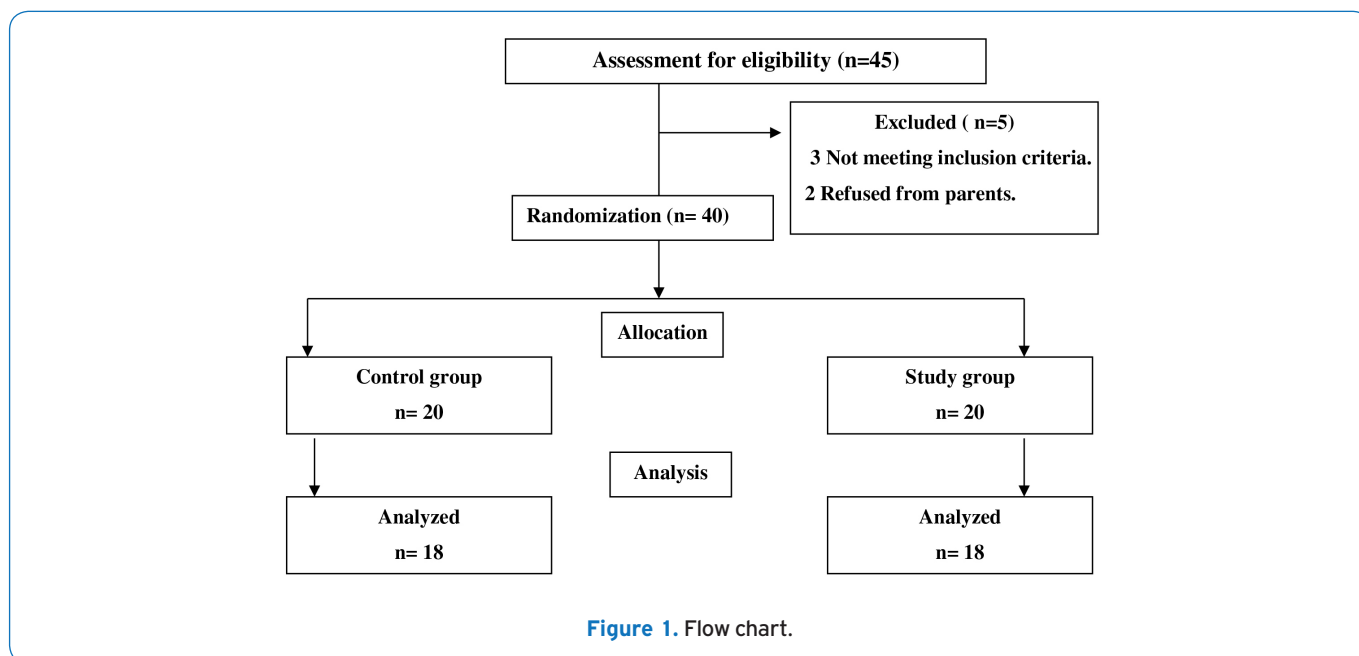 Assessment for eligibility (n=45)
Excluded ( n=5)
3 Not meeting inclusion criteria.
2 Refused from parents.
Randomization (n= 40)
Allocation
Control group
n= 20
Study group
n= 20
Analysis
Analyzed
n= 18
Analyzed
n= 18
Figure 1. Flow chart.